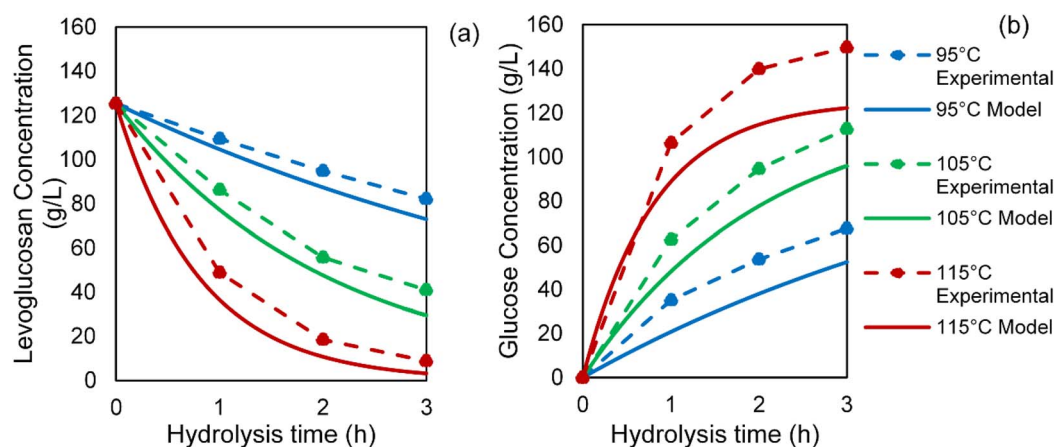 (a)
Levoglucosan Concentration
(g/L)
160
140
120
100
80
60
40
20
0
0 1 2 3
Hydrolysis time (h)
(b)
Glucose Concentration (g/L)
160
140
120
100
80
60
40
20
0
0 1 2 3
Hydrolysis time (h)
95°C
Experimental
95°C Model
105°C
Experimental
105°C Model
115°C
Experimental
115°C Model